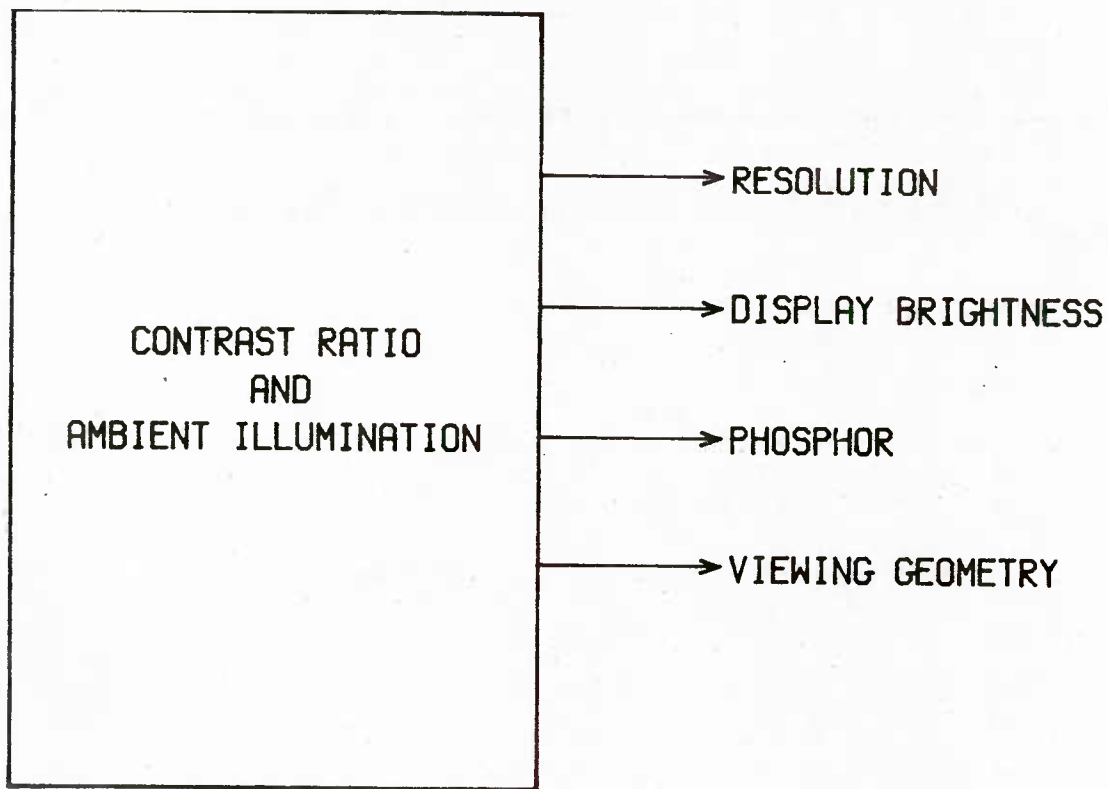 CONTRAST RATIO
AND
AMBIENT ILLUMINATION
RESOLUTION
DISPLAY BRIGHTNESS
PHOSPHOR
VIEWING GEOMETRY